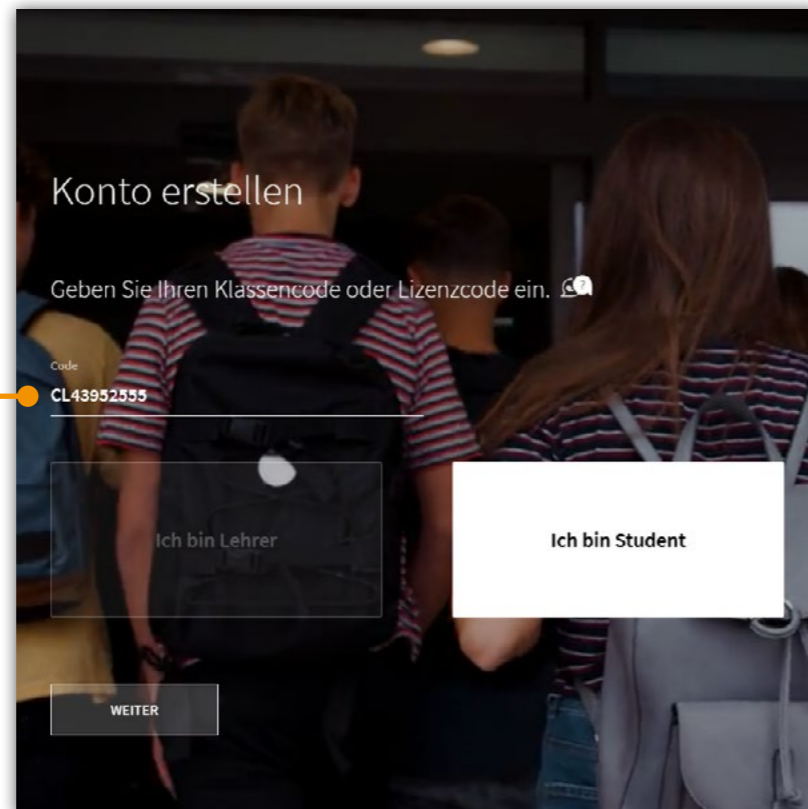 Konto erstellen
Geben Sie Ihren Klassencode oder Lizenzcode ein. ?
Code
CL43952555
Ich bin Lehrer
Ich bin Student
WEITER